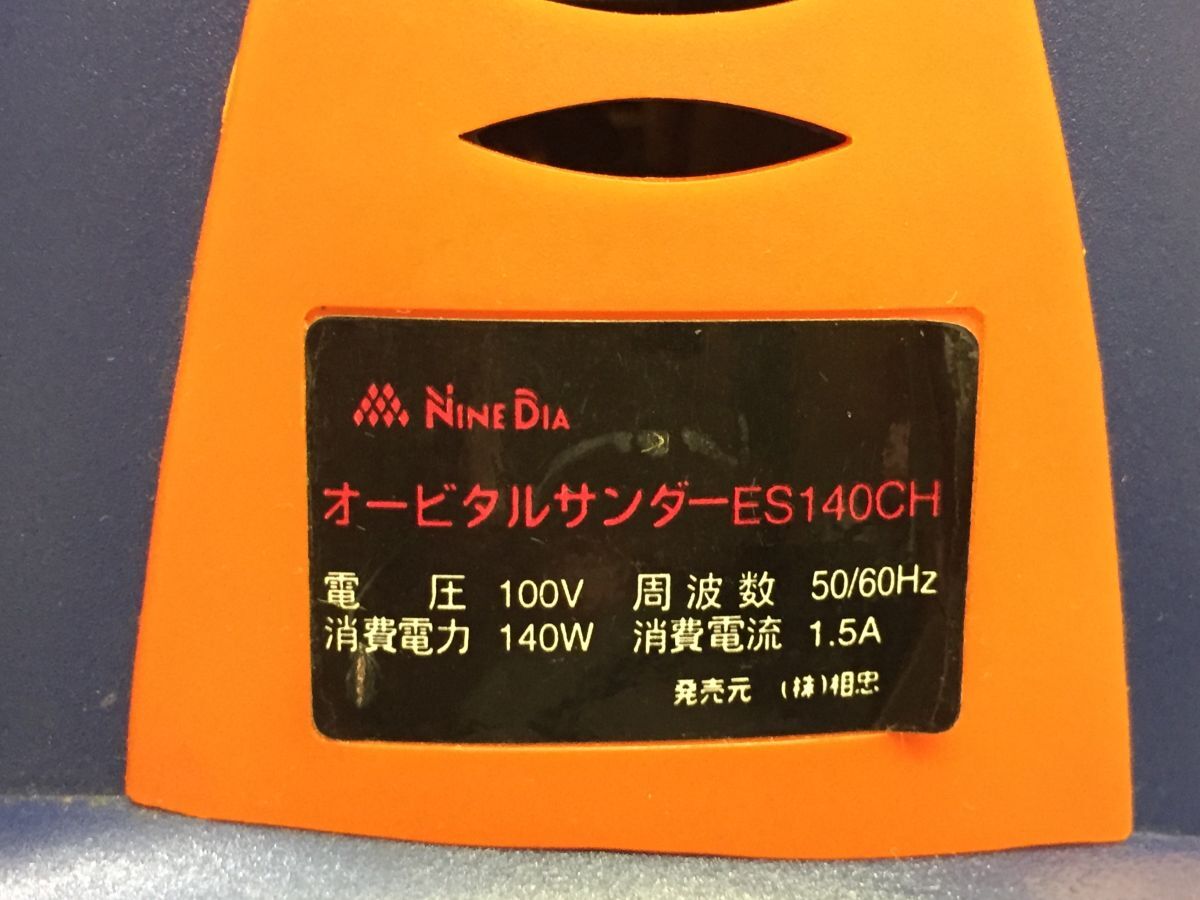 NINE DIA
オービタルサンダーES140CH
電 圧 100V 周波数 50/60Hz
消費電力 140W 消費電流 1.5A
発売元 (株)相忠